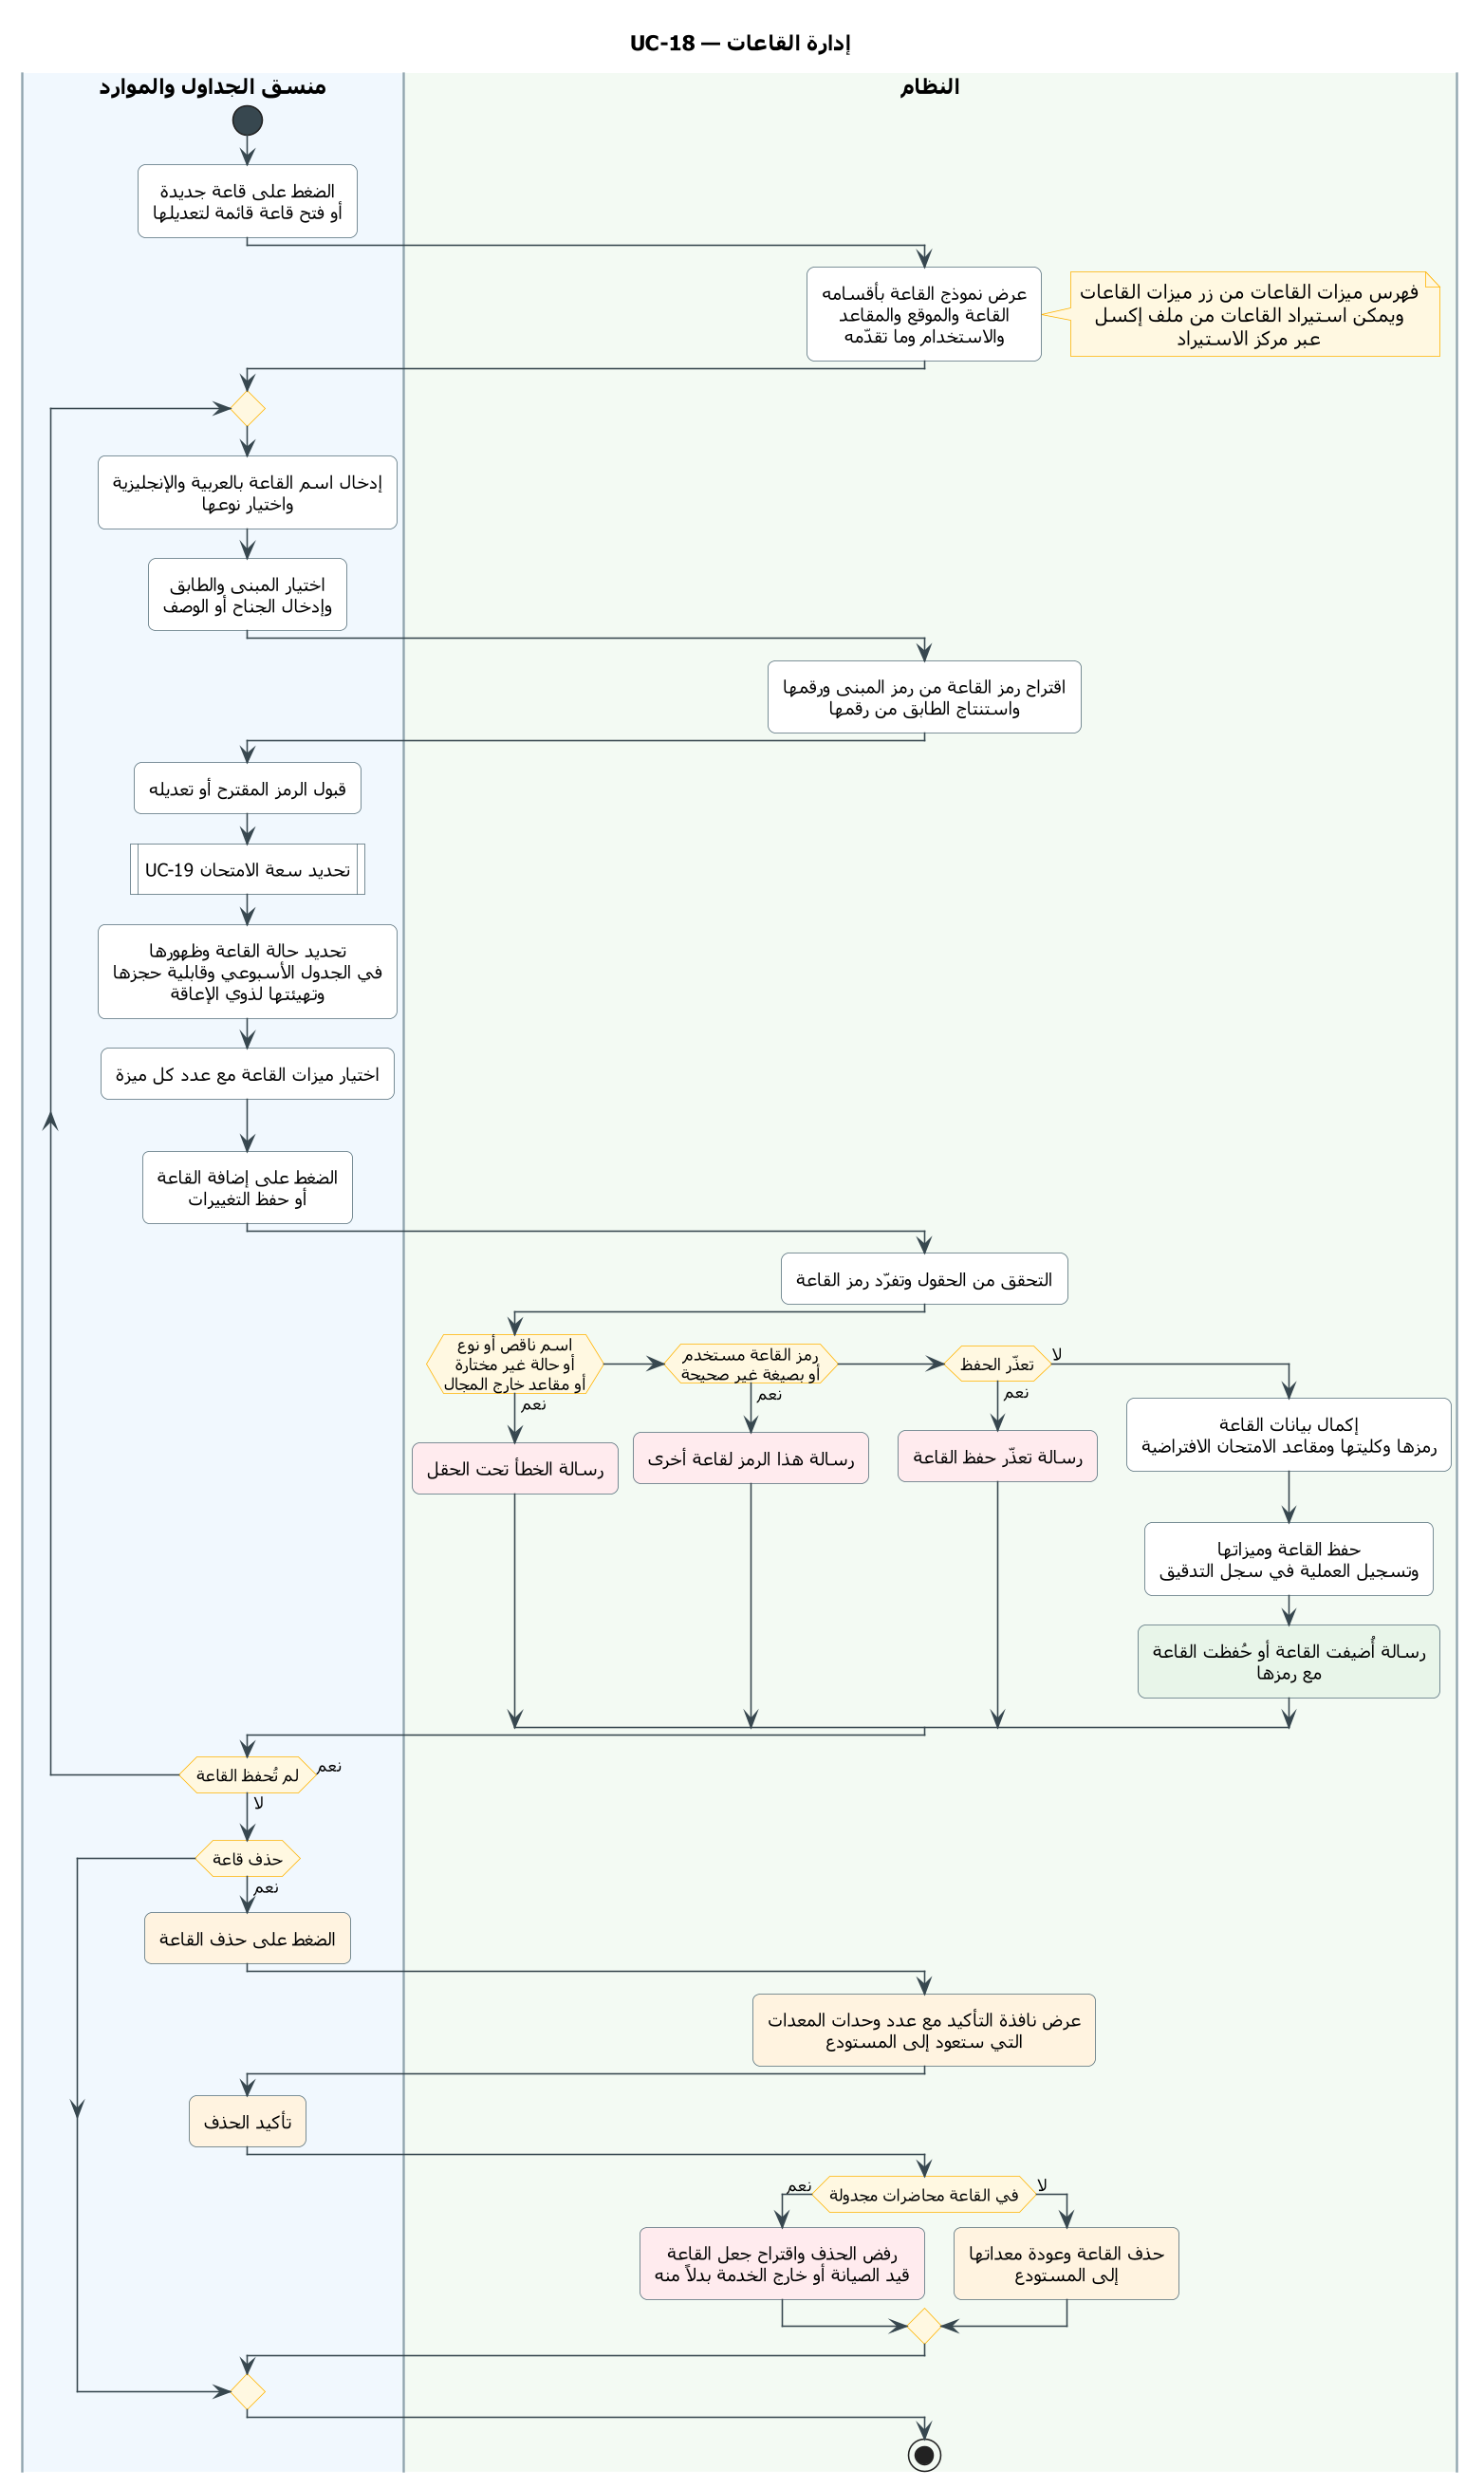 UC-18 — إدارة القاعات
منسق الجداول والموارد
النظام
الضغط على قاعة جديدة
أو فتح قاعة قائمة لتعديلها
عرض نموذج القاعة بأقسامه
القاعة والموقع والمقاعد
والاستخدام وما تقدّمه
فهرس ميزات القاعات من زر ميزات القاعات
ويمكن استيراد القاعات من ملف إكسل
عبر مركز الاستيراد
إدخال اسم القاعة بالعربية والإنجليزية
واختيار نوعها
اختيار المبنى والطابق
وإدخال الجناح أو الوصف
اقتراح رمز القاعة من رمز المبنى ورقمها
واستنتاج الطابق من رقمها
قبول الرمز المقترح أو تعديله
تحديد سعة الامتحان UC-19
تحديد حالة القاعة وظهورها
في الجدول الأسبوعي وقابلية حجزها
وتهيئتها لذوي الإعاقة
اختيار ميزات القاعة مع عدد كل ميزة
الضغط على إضافة القاعة
أو حفظ التغييرات
التحقق من الحقول وتفرّد رمز القاعة
اسم ناقص أو نوع
أو حالة غير مختارة
أو مقاعد خارج المجال
نعم
رسالة الخطأ تحت الحقل
رمز القاعة مستخدم
أو بصيغة غير صحيحة
نعم
رسالة هذا الرمز لقاعة أخرى
تعذّر الحفظ
نعم
لا
رسالة تعذّر حفظ القاعة
إكمال بيانات القاعة
رمزها وكليتها ومقاعد الامتحان الافتراضية
حفظ القاعة وميزاتها
وتسجيل العملية في سجل التدقيق
رسالة أُضيفت القاعة أو حُفظت القاعة
مع رمزها
لم تُحفظ القاعة
نعم
لا
حذف قاعة
نعم
الضغط على حذف القاعة
عرض نافذة التأكيد مع عدد وحدات المعدات
التي ستعود إلى المستودع
تأكيد الحذف
في القاعة محاضرات مجدولة
نعم
لا
رفض الحذف واقتراح جعل القاعة
قيد الصيانة أو خارج الخدمة بدلاً منه
حذف القاعة وعودة معداتها
إلى المستودع